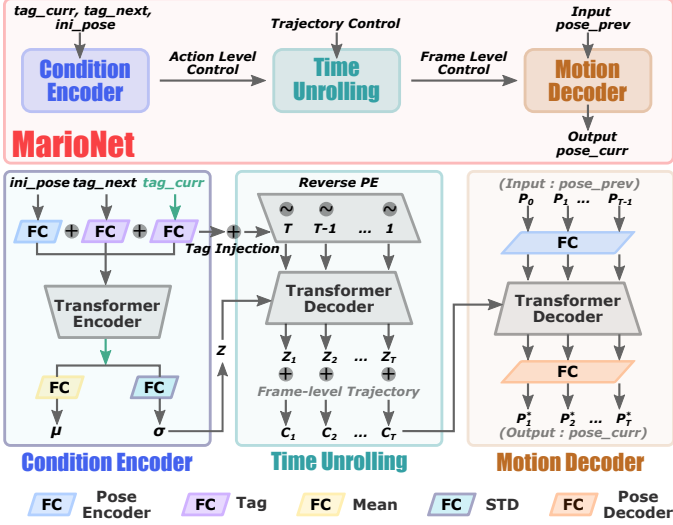 tag_curr, tag_next,
ini_pose
Trajectory Control
Input
pose_prev
Condition
Encoder
Action Level
Control
Time
Unrolling
Frame Level
Control
Motion
Decoder
MarioNet
Output
pose_curr
ini_pose tag_next tag_curr
FC + FC + FC
Tag Injection
Transformer
Encoder
FC FC
μ σ
Z
Condition Encoder
Reverse PE
T T-1 ... 1
Transformer
Decoder
Z1 Z2 ... ZT
Frame-level Trajectory
C1 C2 ... CT
Time Unrolling
(Input : pose_prev)
P0 P1 ... PT-1
FC
Transformer
Decoder
FC
P1* P2* ... PT*
(Output : pose_curr)
Motion Decoder
FC Pose Encoder FC Tag FC Mean FC STD FC Pose Decoder